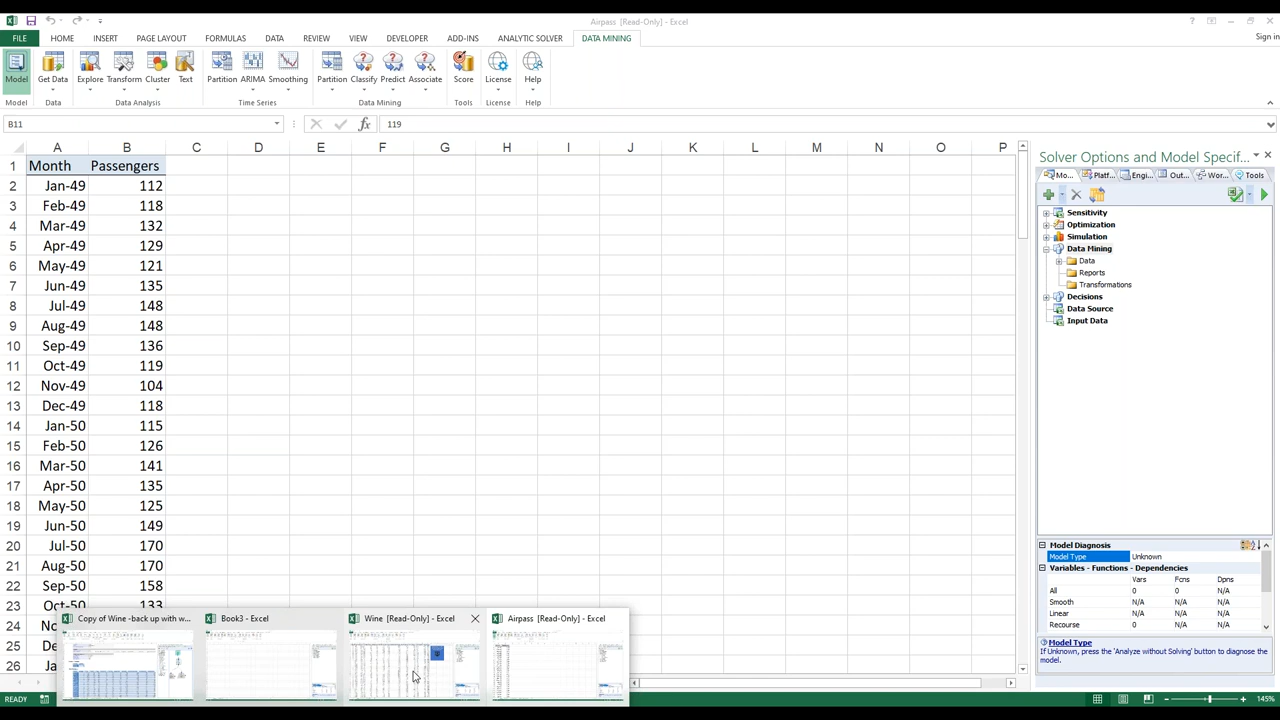 Airpass [Read-Only] - Excel
FILE HOME INSERT PAGE LAYOUT FORMULAS DATA REVIEW VIEW DEVELOPER ADD-INS ANALYTIC SOLVER DATA MINING Sign in
Model Get Data Explore Transform Cluster Text Partition ARIMA Smoothing Partition Classify Predict Associate Score License Help
Model Data Data Analysis Time Series Data Mining Tools License Help
B11 fx 119
A B C D E F G H I J K L M N O P
1 Month Passengers
2 Jan-49 112
3 Feb-49 118
4 Mar-49 132
5 Apr-49 129
6 May-49 121
7 Jun-49 135
8 Jul-49 148
9 Aug-49 148
10 Sep-49 136
11 Oct-49 119
12 Nov-49 104
13 Dec-49 118
14 Jan-50 115
15 Feb-50 126
16 Mar-50 141
17 Apr-50 135
18 May-50 125
19 Jun-50 149
20 Jul-50 170
21 Aug-50 170
22 Sep-50 158
23 Oct-50 133
24 No
25 De
26 Ja
Copy of Wine -back up with w... Book3 - Excel Wine [Read-Only] - Excel Airpass [Read-Only] - Excel
Solver Options and Model Specif...
Mo... Platf... Engi... Out... Wor... Tools
Sensitivity
Optimization
Simulation
Data Mining
Data
Reports
Transformations
Decisions
Data Source
Input Data
Model Diagnosis
Model Type Unknown
Variables - Functions - Dependencies
Vars Fcns Dpns
All 0 0 0
Smooth N/A N/A N/A
Linear N/A N/A N/A
Recourse 0 N/A N/A
Model Type
If Unknown, press the 'Analyze without Solving' button to diagnose the
model.
READY 145%